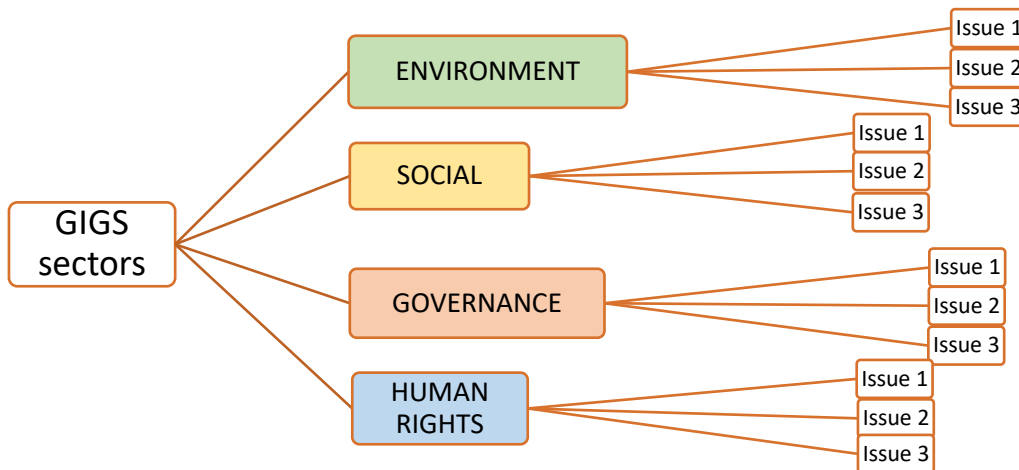 GIGS
sectors
ENVIRONMENT
Issue 1
Issue 2
Issue 3
SOCIAL
Issue 1
Issue 2
Issue 3
GOVERNANCE
Issue 1
Issue 2
Issue 3
HUMAN
RIGHTS
Issue 1
Issue 2
Issue 3